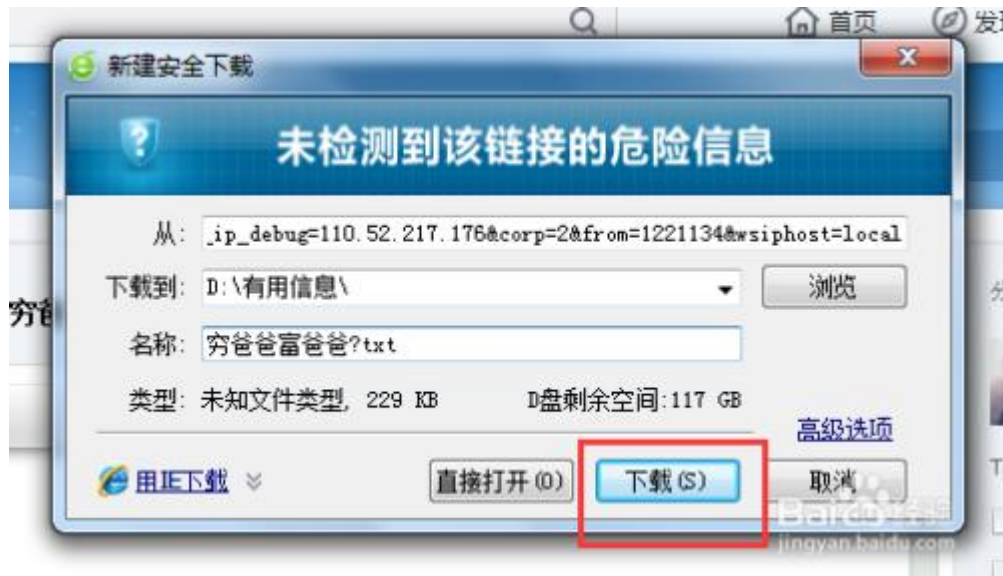 首页
发现
新建安全下载
未检测到该链接的危险信息
从: _ip_debug=110.52.217.176&corp=2&from=1221134&wsiphost=local
下载到: D:\有用信息\ 浏览
穷爸
名称: 穷爸爸富爸爸?txt
类型: 未知文件类型, 229 KB D盘剩余空间:117 GB
高级选项
用IE下载 直接打开(O) 下载(S) 取消
Baidu 经验
jingyan.baidu.com